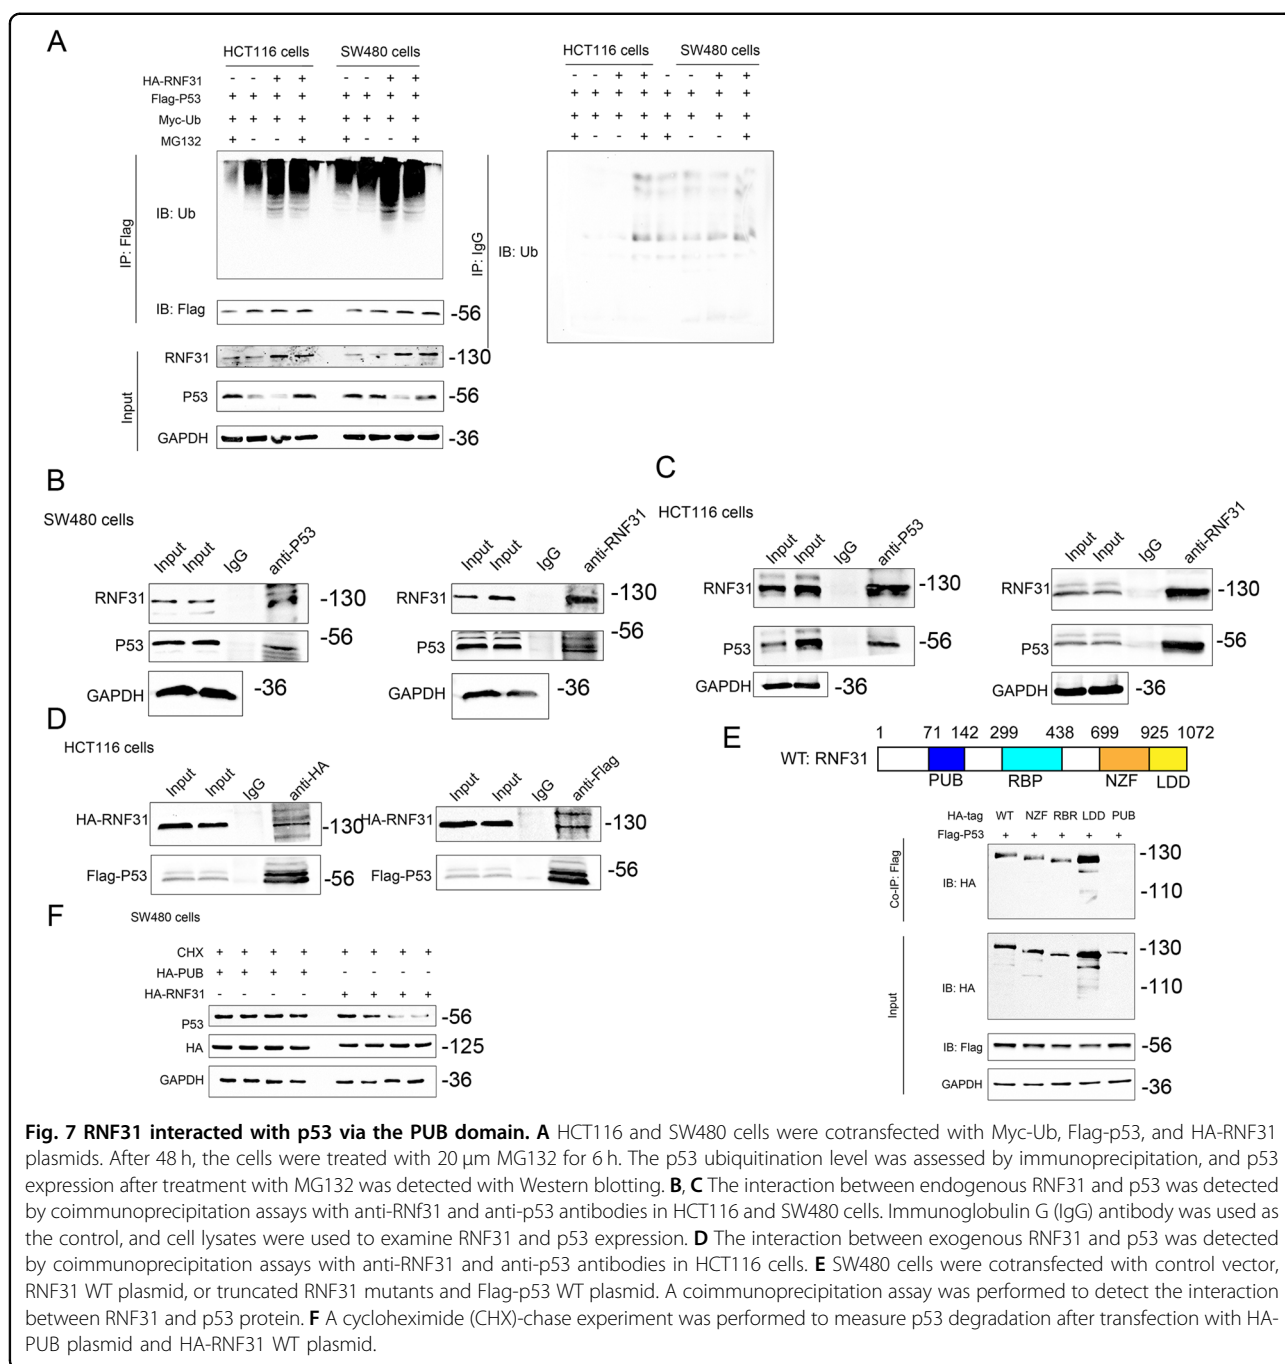 A
HCT116 cells SW480 cells
HA-RNF31 - - + + - - + +
Flag-P53 + + + + + + + +
Myc-Ub + + + + + + + +
MG132 + - - + + - - +
IP: Flag
IB: Ub
IB: Flag -56
Input
RNF31 -130
P53 -56
GAPDH -36
HCT116 cells SW480 cells
- - + + - - + +
+ + + + + + + +
+ + + + + + + +
+ - - + + - - +
IP: IgG
IB: Ub
B
SW480 cells
Input Input IgG anti-P53
RNF31 -130
P53 -56
GAPDH -36
Input Input IgG anti-RNF31
RNF31 -130
P53 -56
GAPDH -36
C
HCT116 cells
Input Input IgG anti-P53
RNF31 -130
P53 -56
GAPDH -36
Input Input IgG anti-RNF31
RNF31 -130
P53 -56
GAPDH -36
D
HCT116 cells
Input Input IgG anti-HA
HA-RNF31 -130
Flag-P53 -56
Input Input IgG anti-Flag
HA-RNF31 -130
Flag-P53 -56
E
1 71 142 299 438 699 925 1072
WT: RNF31
PUB RBP NZF LDD
HA-tag WT NZF RBR LDD PUB
Flag-P53 + + + + +
Co-IP: Flag
IB: HA -130
-110
Input
IB: HA -130
-110
IB: Flag -56
GAPDH -36
F
SW480 cells
CHX + + + + + + + +
HA-PUB + + + + - - - -
HA-RNF31 - - - - + + + +
P53 -56
HA -125
GAPDH -36
Fig. 7 RNF31 interacted with p53 via the PUB domain. A HCT116 and SW480 cells were cotransfected with Myc-Ub, Flag-p53, and HA-RNF31
plasmids. After 48 h, the cells were treated with 20 μm MG132 for 6 h. The p53 ubiquitination level was assessed by immunoprecipitation, and p53
expression after treatment with MG132 was detected with Western blotting. B, C The interaction between endogenous RNF31 and p53 was detected
by coimmunoprecipitation assays with anti-RNf31 and anti-p53 antibodies in HCT116 and SW480 cells. Immunoglobulin G (IgG) antibody was used as
the control, and cell lysates were used to examine RNF31 and p53 expression. D The interaction between exogenous RNF31 and p53 was detected
by coimmunoprecipitation assays with anti-RNF31 and anti-p53 antibodies in HCT116 cells. E SW480 cells were cotransfected with control vector,
RNF31 WT plasmid, or truncated RNF31 mutants and Flag-p53 WT plasmid. A coimmunoprecipitation assay was performed to detect the interaction
between RNF31 and p53 protein. F A cycloheximide (CHX)-chase experiment was performed to measure p53 degradation after transfection with HA-
PUB plasmid and HA-RNF31 WT plasmid.